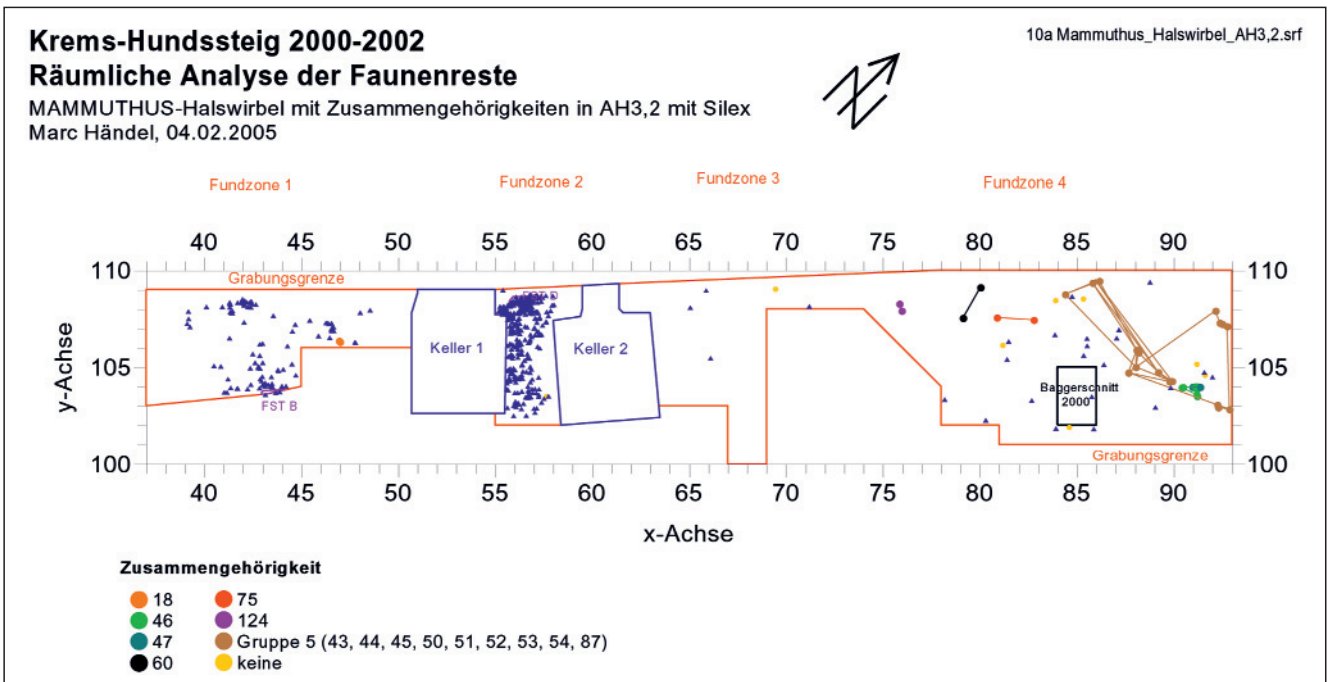 Krems-Hundssteig 2000-2002
10a Mammuthus_Halswirbel_AH3,2.srf
Räumliche Analyse der Faunenreste
MAMMUTHUS-Halswirbel mit Zusammengehörigkeiten in AH3,2 mit Silex
Marc Händel, 04.02.2005
Fundzone 1 Fundzone 2 Fundzone 3 Fundzone 4
40 45 50 55 60 65 70 75 80 85 90
110 110
Grabungsgrenze
Keller 1 Keller 2
105 105
y-Achse
Baggerschnitt
2000
FST B
Grabungsgrenze
100 100
40 45 50 55 60 65 70 75 80 85 90
x-Achse
Zusammengehörigkeit
18 75
46 124
47 Gruppe 5 (43, 44, 45, 50, 51, 52, 53, 54, 87)
60 keine